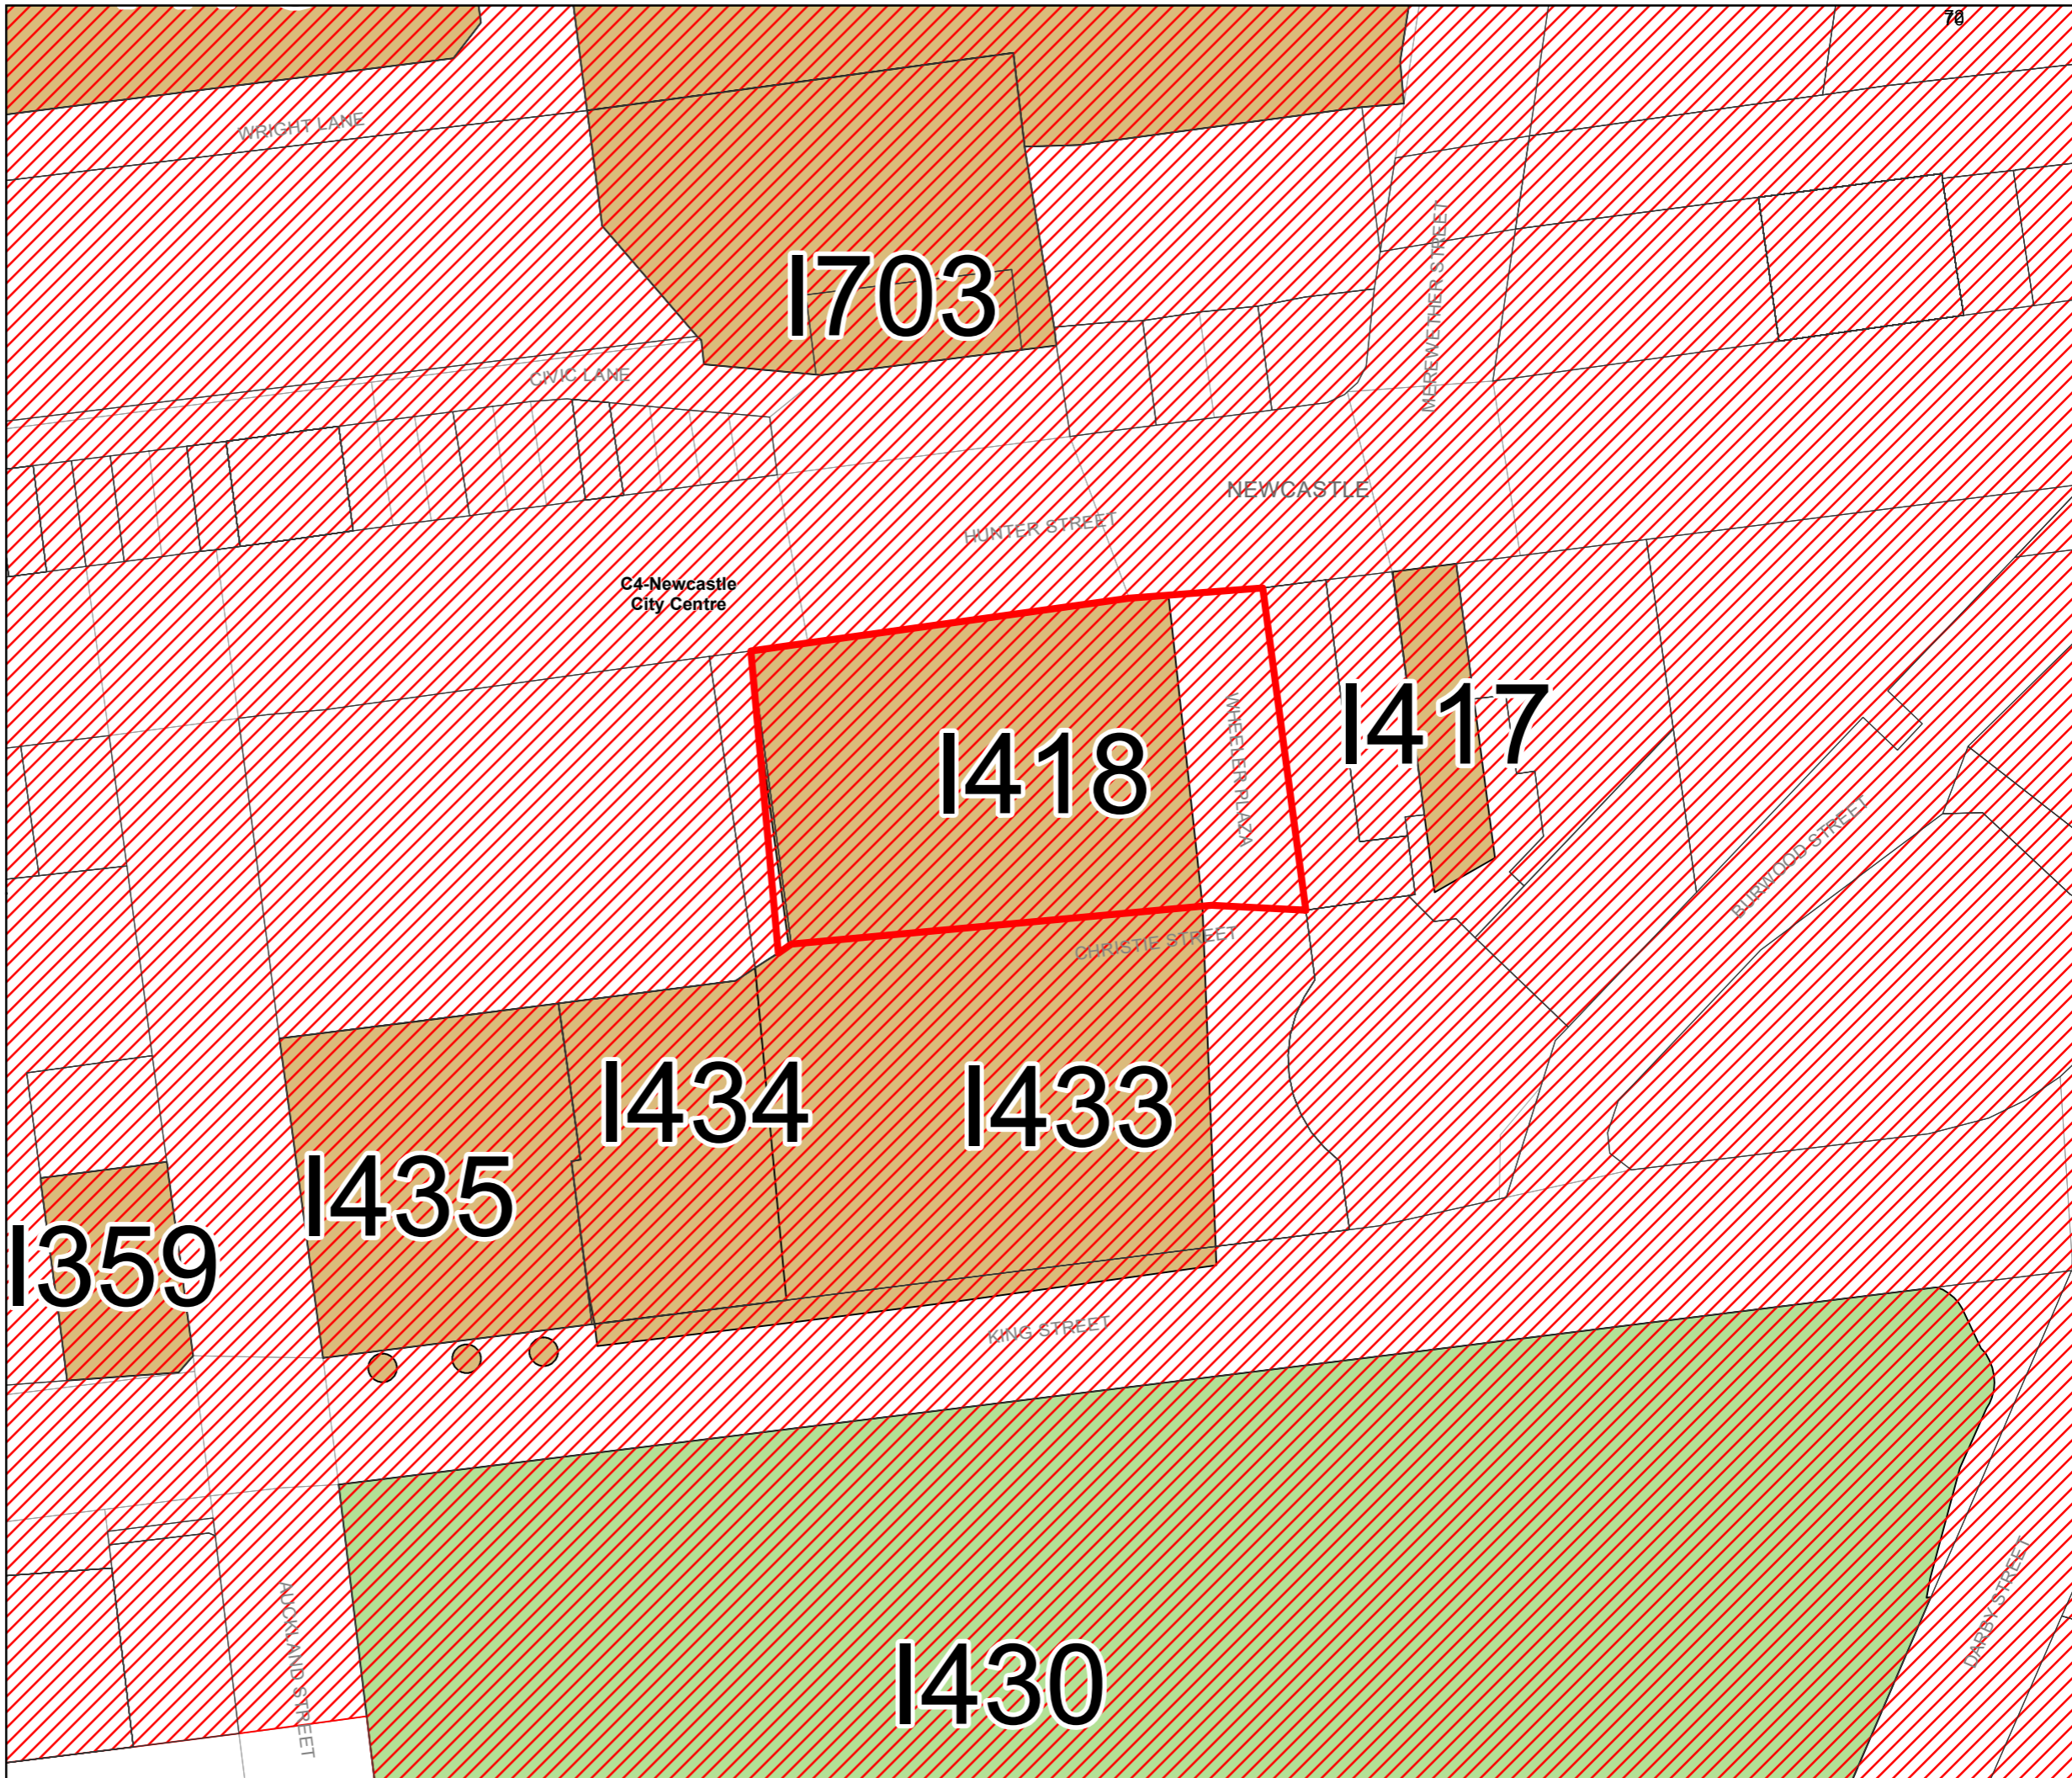 WRIGHT LANE
I703
MEREWETHER STREET
CIVIC LANE
NEWCASTLE
HUNTER STREET
C4-Newcastle
City Centre
WHEELER PLAZA
I417
I418
BURWOOD STREET
CHRISTIE STREET
I434
I433
I435
I359
KING STREET
DARBY STREET
AUCKLAND STREET
I430